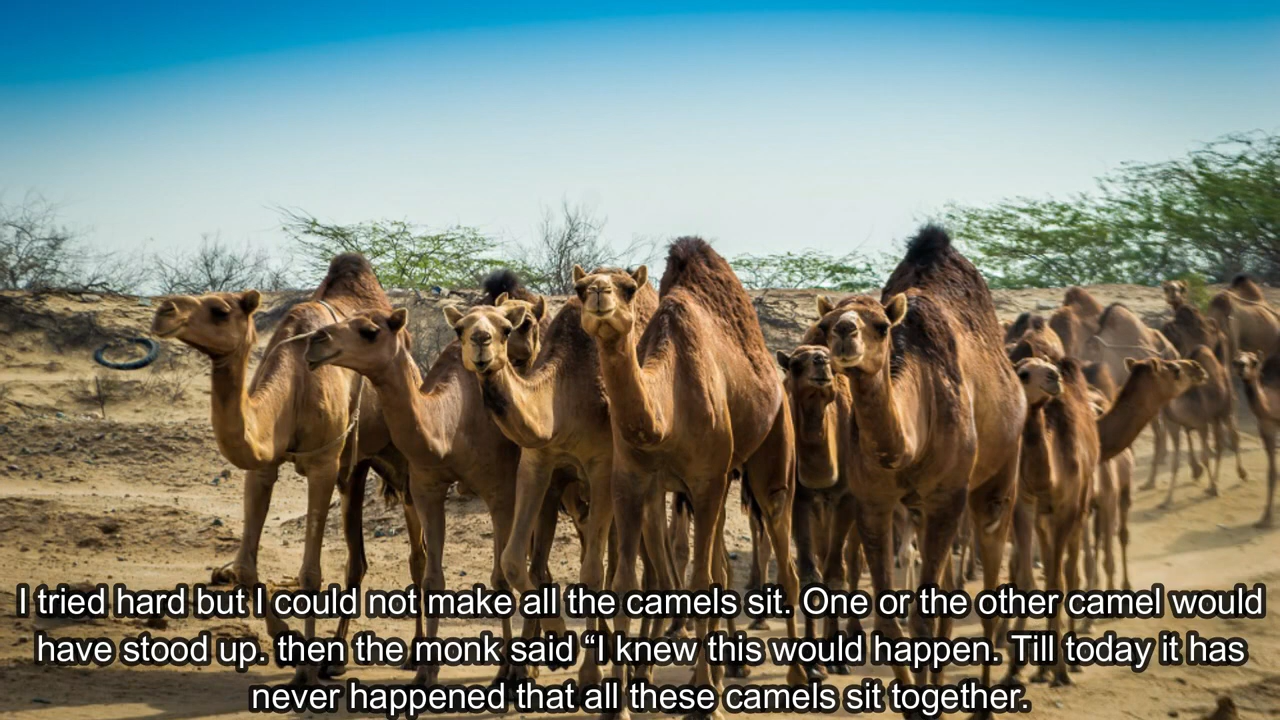 I tried hard but I could not make all the camels sit. One or the other camel would
have stood up. then the monk said “I knew this would happen. Till today it has
never happened that all these camels sit together.